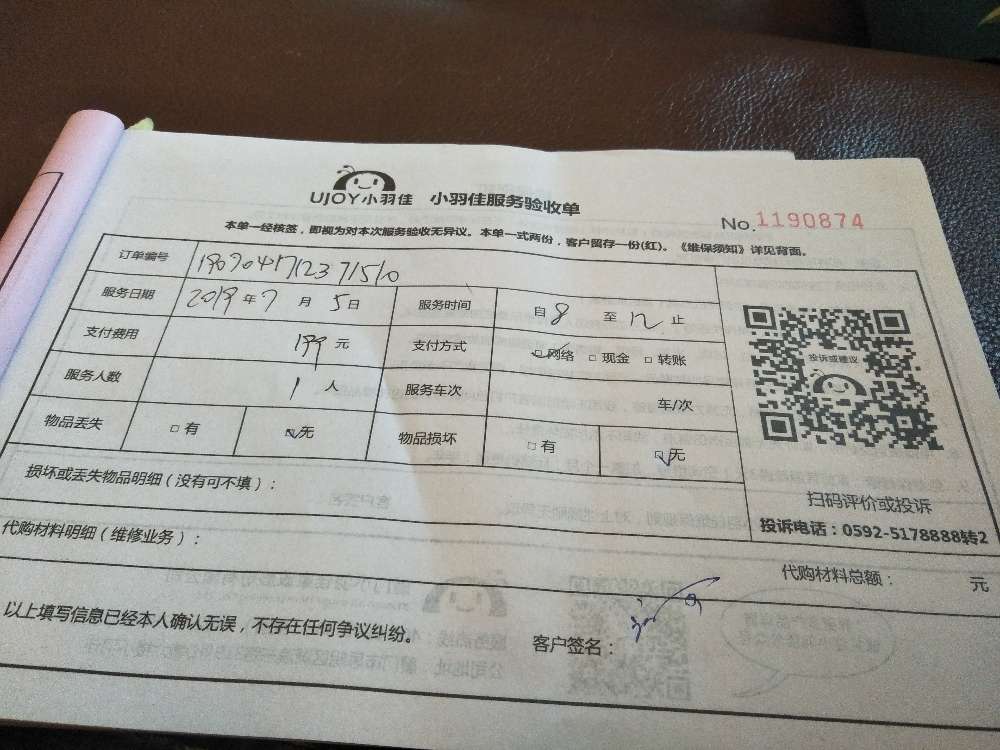 UJOY小羽佳 小羽佳服务验收单
No.1190874
本单一经核签，即视为对本次服务验收无异议。本单一式两份，客户留存一份(红)。《维保须知》详见背面。
订单编号 1907041712371510
服务日期 2019年7月5日 服务时间 自8至12止
支付费用 199元 支付方式 ☑网络 □现金 □转账
服务人数 1人 服务车次 车/次
物品丢失 □有 ☑无 物品损坏 □有 ☑无
投诉或建议
扫码评价或投诉
投诉电话：0592-5178888转2
损坏或丢失物品明细（没有可不填）：
代购材料明细（维修业务）：
代购材料总额： 元
以上填写信息已经本人确认无误，不存在任何争议纠纷。
客户签名：